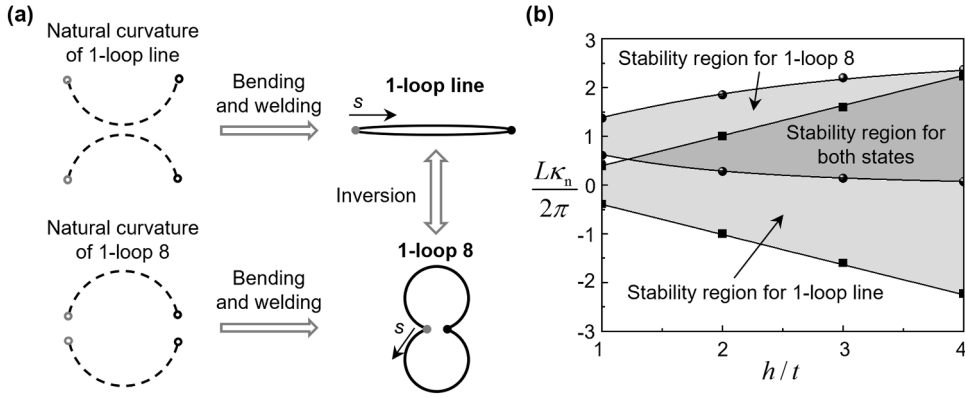 (a)
Natural curvature
of 1-loop line
Bending
and welding
1-loop line
s
Inversion
Natural curvature
of 1-loop 8
Bending
and welding
1-loop 8
s
(b)
3
2
1
0
-1
-2
-3
Lκn
2π
Stability region for 1-loop 8
Stability region for
both states
Stability region for 1-loop line
1
2
3
4
h / t